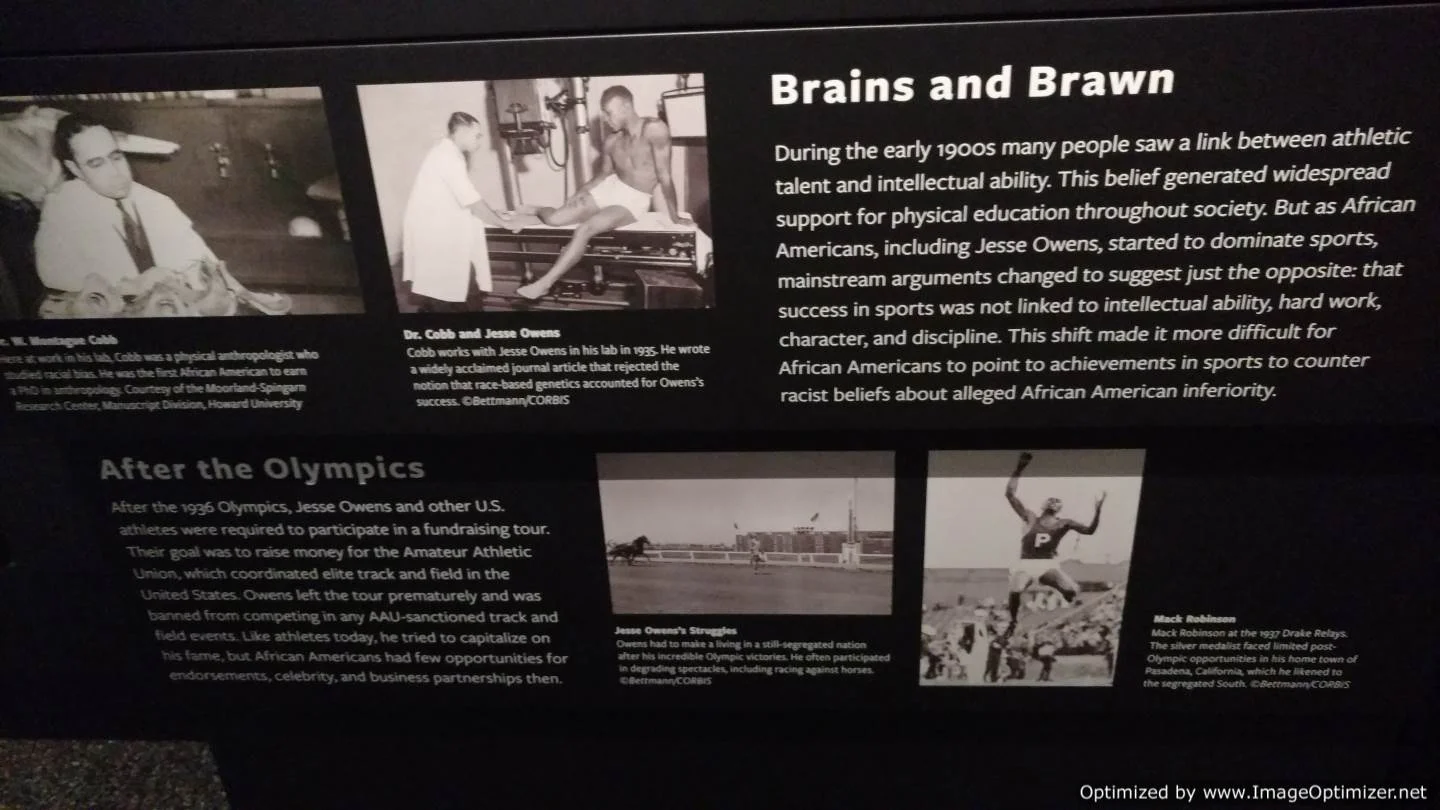 Brains and Brawn
During the early 1900s many people saw a link between athletic
talent and intellectual ability. This belief generated widespread
support for physical education throughout society. But as African
Americans, including Jesse Owens, started to dominate sports,
mainstream arguments changed to suggest just the opposite: that
success in sports was not linked to intellectual ability, hard work,
character, and discipline. This shift made it more difficult for
African Americans to point to achievements in sports to counter
racist beliefs about alleged African American inferiority.
W. Montague Cobb
Here at work in his lab, Cobb was a physical anthropologist who
studied racial bias. He was the first African American to earn
a PhD in anthropology. Courtesy of the Moorland-Spingarn
Research Center, Manuscript Division, Howard University
Dr. Cobb and Jesse Owens
Cobb works with Jesse Owens in his lab in 1935. He wrote
a widely acclaimed journal article that rejected the
notion that race-based genetics accounted for Owens's
success. ©Bettmann/CORBIS
After the Olympics
After the 1936 Olympics, Jesse Owens and other U.S.
athletes were required to participate in a fundraising tour.
Their goal was to raise money for the Amateur Athletic
Union, which coordinated elite track and field in the
United States. Owens left the tour prematurely and was
banned from competing in any AAU-sanctioned track and
field events. Like athletes today, he tried to capitalize on
his fame, but African Americans had few opportunities for
endorsements, celebrity, and business partnerships then.
Jesse Owens's Struggles
Owens had to make a living in a still-segregated nation
after his incredible Olympic victories. He often participated
in degrading spectacles, including racing against horses.
©Bettmann/CORBIS
P
Mack Robinson
Mack Robinson at the 1937 Drake Relays.
The silver medalist faced limited post-
Olympic opportunities in his home town of
Pasadena, California, which he likened to
the segregated South. ©Bettmann/CORBIS
Optimized by www.ImageOptimizer.net